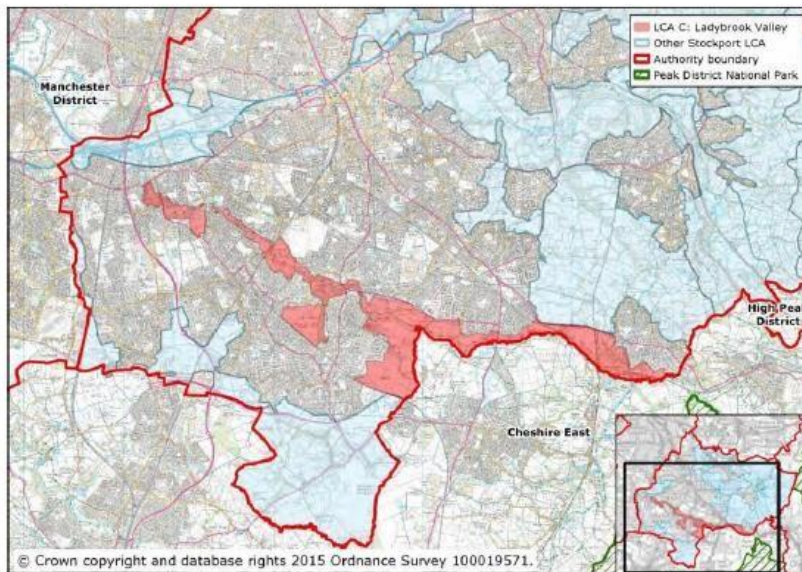 LCA C: Ladybrook Valley
Other Stockport LCA
Authority boundary
Peak District National Park
Manchester
District
High Pea
District
Cheshire East
© Crown copyright and database rights 2015 Ordnance Survey 100019571.